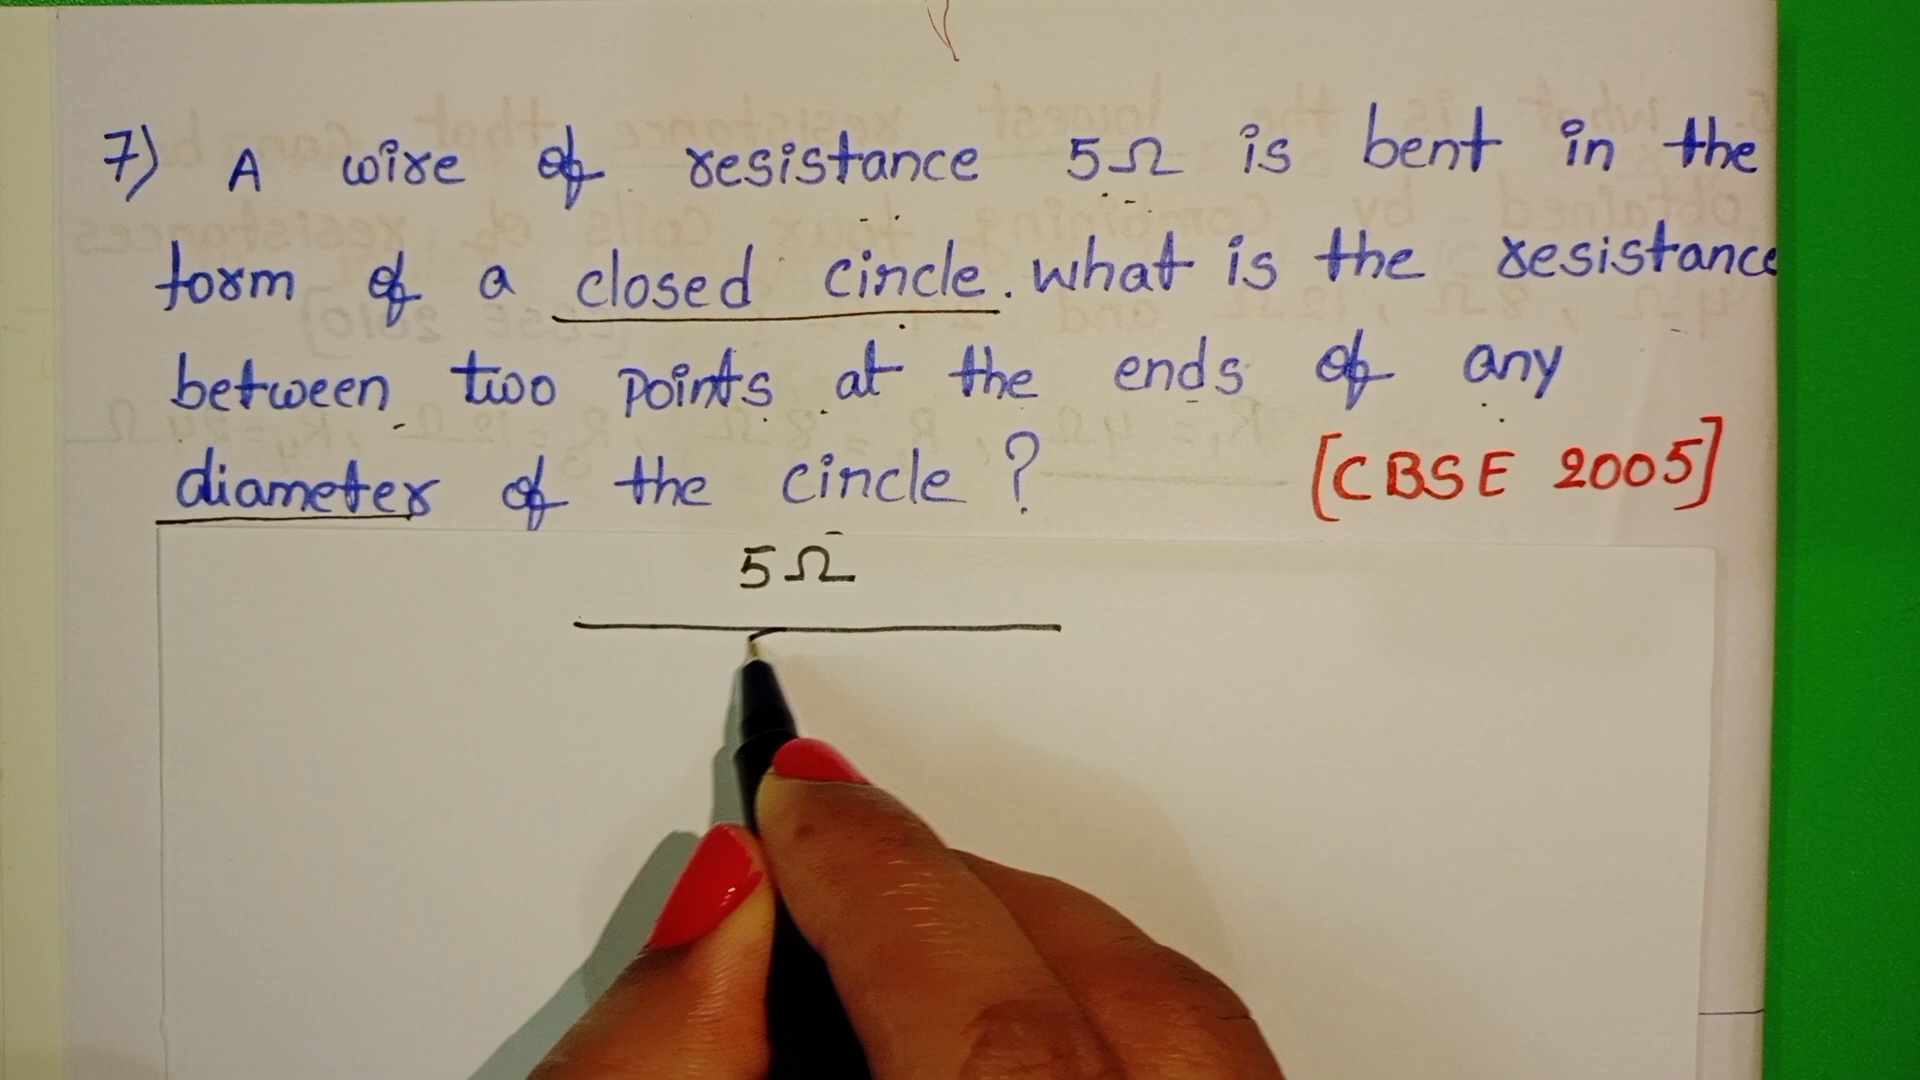 7) A wire of resistance 5Ω is bent in the
form of a closed circle. what is the resistance
between two points at the ends of any
diameter of the circle ? [CBSE 2005]
5Ω